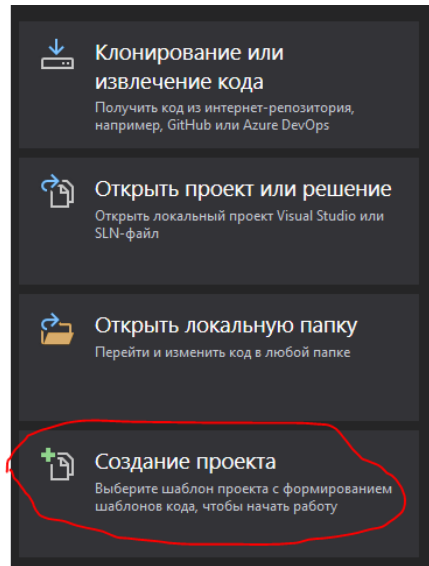 Клонирование или
извлечение кода
Получить код из интернет-репозитория,
например, GitHub или Azure DevOps
Открыть проект или решение
Открыть локальный проект Visual Studio или
SLN-файл
Открыть локальную папку
Перейти и изменить код в любой папке
Создание проекта
Выберите шаблон проекта с формированием
шаблонов кода, чтобы начать работу